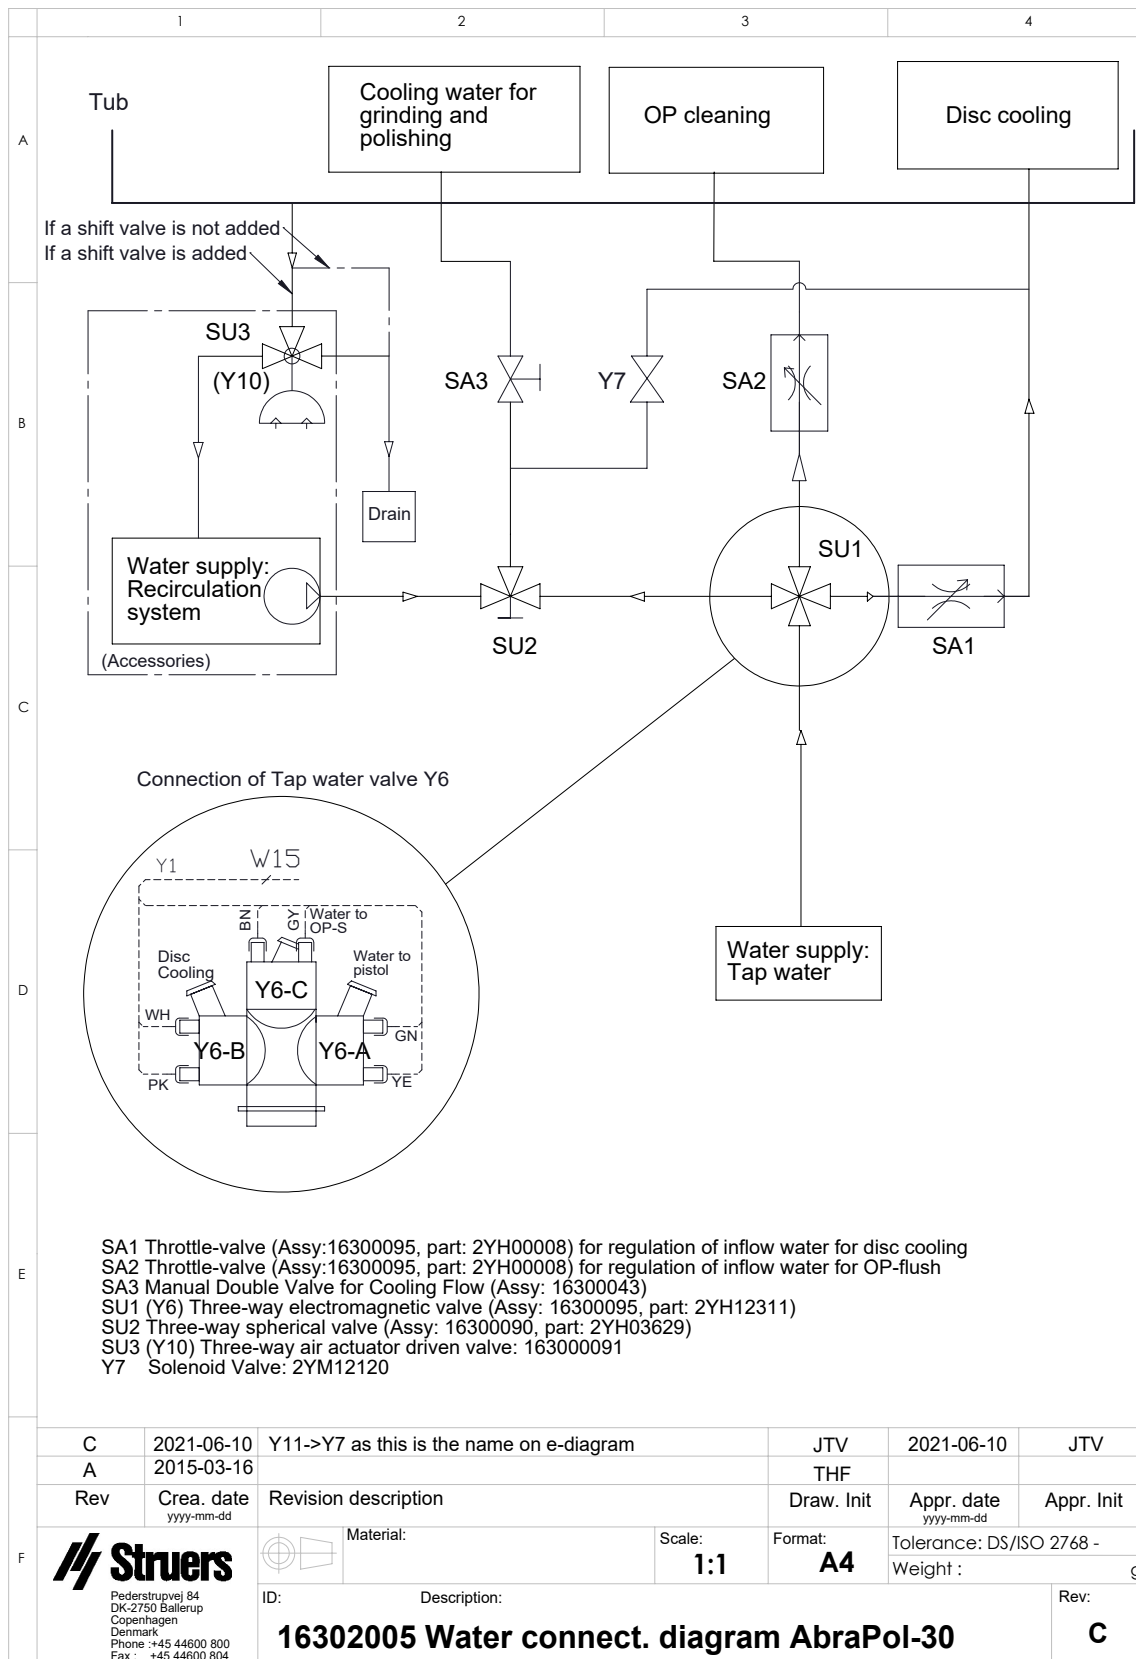 1 2 3 4
A
B
C
D
E
F
Tub
Cooling water for
grinding and
polishing
OP cleaning
Disc cooling
If a shift valve is not added
If a shift valve is added
SU3
(Y10)
SA3
Y7
SA2
Drain
SU1
Water supply:
Recirculation
system
(Accessories)
SU2
SA1
Connection of Tap water valve Y6
Y1
W15
BN
GY
Water to
OP-S
Disc
Cooling
Water to
pistol
Y6-C
WH
GN
Y6-B
Y6-A
PK
YE
Water supply:
Tap water
SA1 Throttle-valve (Assy:16300095, part: 2YH00008) for regulation of inflow water for disc cooling
SA2 Throttle-valve (Assy:16300095, part: 2YH00008) for regulation of inflow water for OP-flush
SA3 Manual Double Valve for Cooling Flow (Assy: 16300043)
SU1 (Y6) Three-way electromagnetic valve (Assy: 16300095, part: 2YH12311)
SU2 Three-way spherical valve (Assy: 16300090, part: 2YH03629)
SU3 (Y10) Three-way air actuator driven valve: 163000091
Y7 Solenoid Valve: 2YM12120
C 2021-06-10 Y11->Y7 as this is the name on e-diagram JTV 2021-06-10 JTV
A 2015-03-16 THF
Rev Crea. date Revision description Draw. Init Appr. date Appr. Init
yyyy-mm-dd yyyy-mm-dd
Struers
Pederstrupvej 84
DK-2750 Ballerup
Copenhagen
Denmark
Phone :+45 44600 800
Fax : +45 44600 804
Material:
Scale:
1:1
Format:
A4
Tolerance: DS/ISO 2768 -
Weight : g
ID: Description:
16302005 Water connect. diagram AbraPol-30
Rev:
C